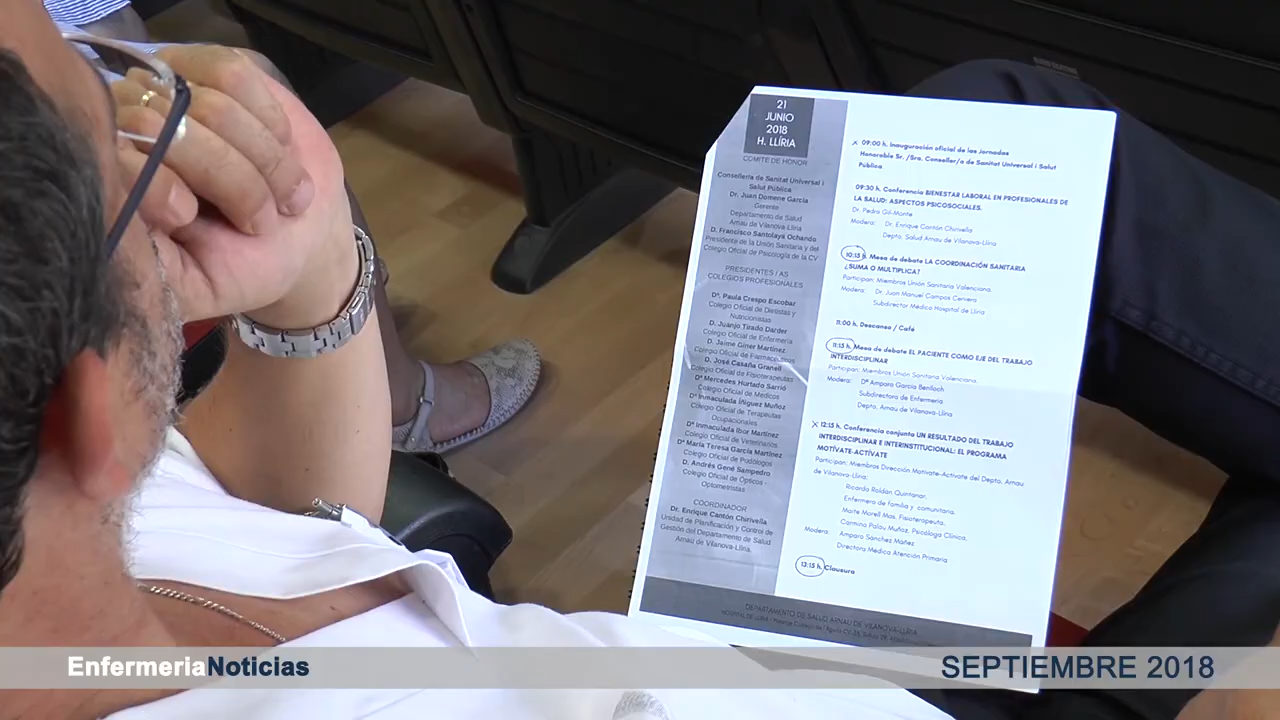 21
JUNIO
2018
H. LLÍRIA
COMITÉ DE HONOR
Conselleria de Sanitat Universal i
Salut Pública
Dr. Juan Domene García
Gerente
Departamento de Salud
Arnau de Vilanova-Llíria
D. Francisco Santolaya Ochando
Presidente de la Unión Sanitaria y del
Colegio Oficial de Psicología de la CV
PRESIDENTES / AS
COLEGIOS PROFESIONALES
Dª. Paula Crespo Escobar
Colegio Oficial de Dietistas y
Nutricionistas
D. Juanjo Tirado Darder
Colegio Oficial de Enfermería
D. Jaime Giner Martínez
Colegio Oficial de Farmacéuticos
D. José Casaña Granell
Colegio Oficial de Fisioterapeutas
Dª Mercedes Hurtado Sarrió
Colegio Oficial de Médicos
Dª Inmaculada Íñiguez Muñoz
Colegio Oficial de Terapeutas
Ocupacionales
Dª Inmaculada Ibor Martínez
Colegio Oficial de Veterinarios
Dª María Teresa García Martínez
Colegio Oficial de Podólogos
D. Andrés Gené Sampedro
Colegio Oficial de Ópticos -
Optometristas
COORDINADOR
Dr. Enrique Cantón Chirivella
Unidad de Planificación y Control de
Gestión del Departamento de Salud
Arnau de Vilanova-Llíria.
09:00 h. Inauguración oficial de las Jornadas
Honorable Sr. /Sra. Conseller/a de Sanitat Universal i Salut
Pública
09:30 h. Conferencia BIENESTAR LABORAL EN PROFESIONALES DE
LA SALUD: ASPECTOS PSICOSOCIALES.
Dr. Pedro Gil-Monte
Modera: Dr. Enrique Cantón Chirivella
Depto. Salud Arnau de Vilanova-Llíria
10:15 h. Mesa de debate LA COORDINACIÓN SANITARIA
¿SUMA O MULTIPLICA?
Participan: Miembros Unión Sanitaria Valenciana.
Modera: Dr. Juan Manuel Campos Cervera
Subdirector Médico Hospital de Llíria
11:00 h. Descanso / Café
11:15 h. Mesa de debate EL PACIENTE COMO EJE DEL TRABAJO
INTERDISCIPLINAR
Participan: Miembros Unión Sanitaria Valenciana.
Modera: Dª Amparo García Benlloch
Subdirectora de Enfermería
Depto. Arnau de Vilanova-Llíria
12:15 h. Conferencia conjunta UN RESULTADO DEL TRABAJO
INTERDISCIPLINAR E INTERINSTITUCIONAL: EL PROGRAMA
MOTÍVATE-ACTÍVATE
Participan: Miembros Dirección Motívate-Actívate del Depto. Arnau
de Vilanova-Llíria:
Ricardo Roldán Quintanar,
Enfermero de familia y comunitaria.
Maite Morell Mas, Fisioterapeuta.
Carmina Palau Muñoz, Psicóloga Clínica.
Modera: Amparo Sánchez Máñez
Directora Médica Atención Primaria
13:15 h. Clausura
DEPARTAMENTO DE SALUD ARNAU DE VILANOVA-LLÍRIA
EnfermeriaNoticias
SEPTIEMBRE 2018